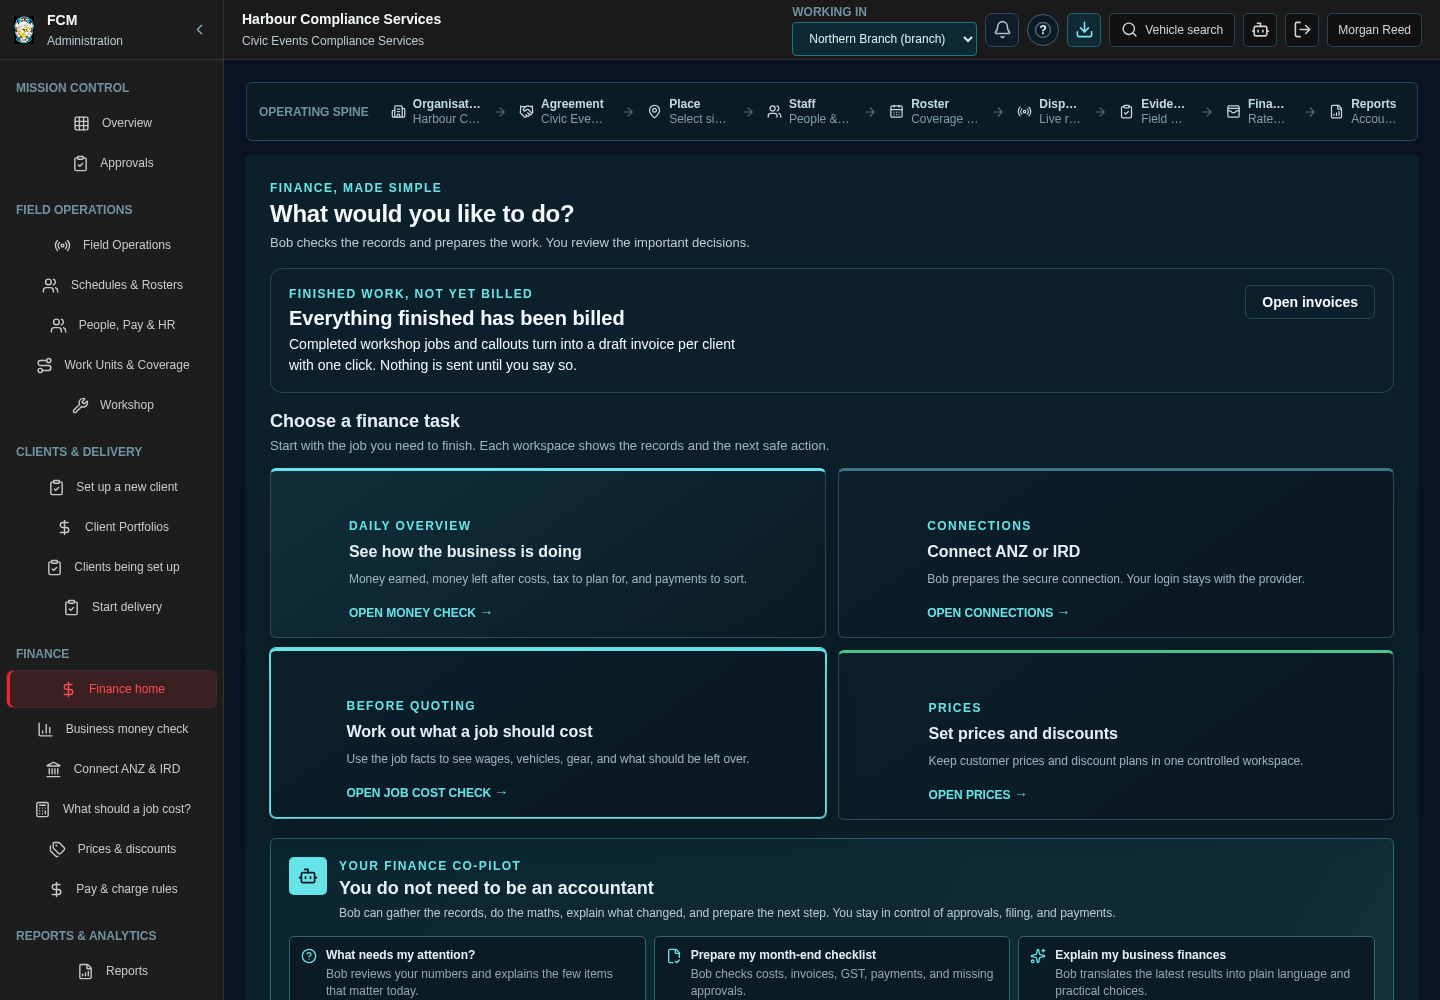 FCM
Administration
Harbour Compliance Services
Civic Events Compliance Services
WORKING IN
Northern Branch (branch)
Vehicle search
Morgan Reed
MISSION CONTROL
Overview
Approvals
FIELD OPERATIONS
Field Operations
Schedules & Rosters
People, Pay & HR
Work Units & Coverage
Workshop
CLIENTS & DELIVERY
Set up a new client
Client Portfolios
Clients being set up
Start delivery
FINANCE
Finance home
Business money check
Connect ANZ & IRD
What should a job cost?
Prices & discounts
Pay & charge rules
REPORTS & ANALYTICS
Reports
OPERATING SPINE
Organisat…
Harbour C…
Agreement
Civic Eve…
Place
Select si…
Staff
People &…
Roster
Coverage …
Disp…
Live r…
Evide…
Field …
Fina…
Rate…
Reports
Accou…
FINANCE, MADE SIMPLE
What would you like to do?
Bob checks the records and prepares the work. You review the important decisions.
FINISHED WORK, NOT YET BILLED
Everything finished has been billed
Completed workshop jobs and callouts turn into a draft invoice per client
with one click. Nothing is sent until you say so.
Open invoices
Choose a finance task
Start with the job you need to finish. Each workspace shows the records and the next safe action.
DAILY OVERVIEW
See how the business is doing
Money earned, money left after costs, tax to plan for, and payments to sort.
OPEN MONEY CHECK →
CONNECTIONS
Connect ANZ or IRD
Bob prepares the secure connection. Your login stays with the provider.
OPEN CONNECTIONS →
BEFORE QUOTING
Work out what a job should cost
Use the job facts to see wages, vehicles, gear, and what should be left over.
OPEN JOB COST CHECK →
PRICES
Set prices and discounts
Keep customer prices and discount plans in one controlled workspace.
OPEN PRICES →
YOUR FINANCE CO-PILOT
You do not need to be an accountant
Bob can gather the records, do the maths, explain what changed, and prepare the next step. You stay in control of approvals, filing, and payments.
What needs my attention?
Bob reviews your numbers and explains the few items
that matter today.
Prepare my month-end checklist
Bob checks costs, invoices, GST, payments, and missing
approvals.
Explain my business finances
Bob translates the latest results into plain language and
practical choices.